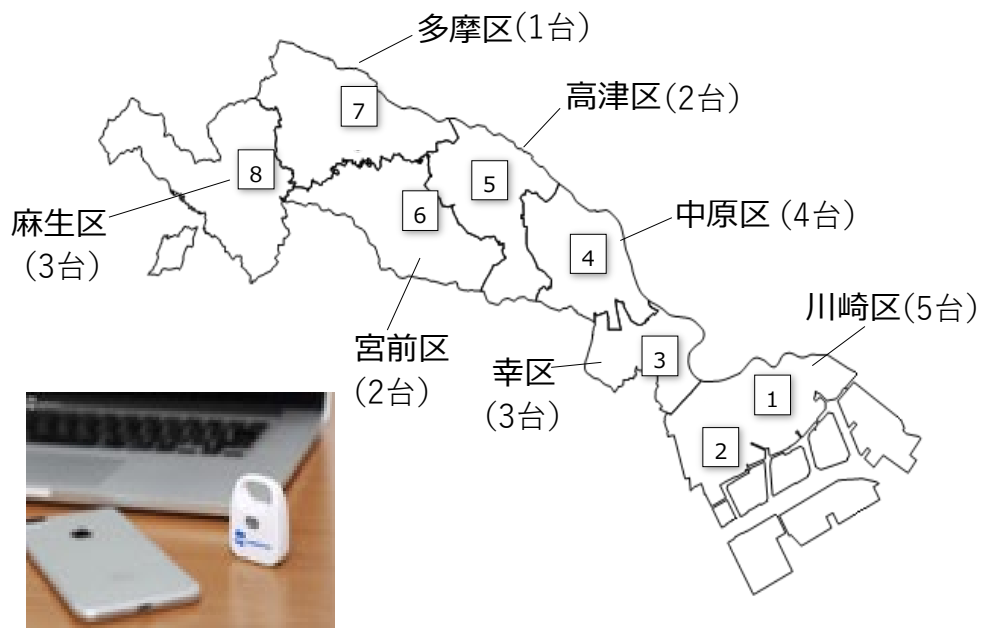 多摩区(1台)
高津区(2台)
中原区 (4台)
川崎区(5台)
麻生区
(3台)
宮前区
(2台)
幸区
(3台)
7
8
5
6
4
3
1
2